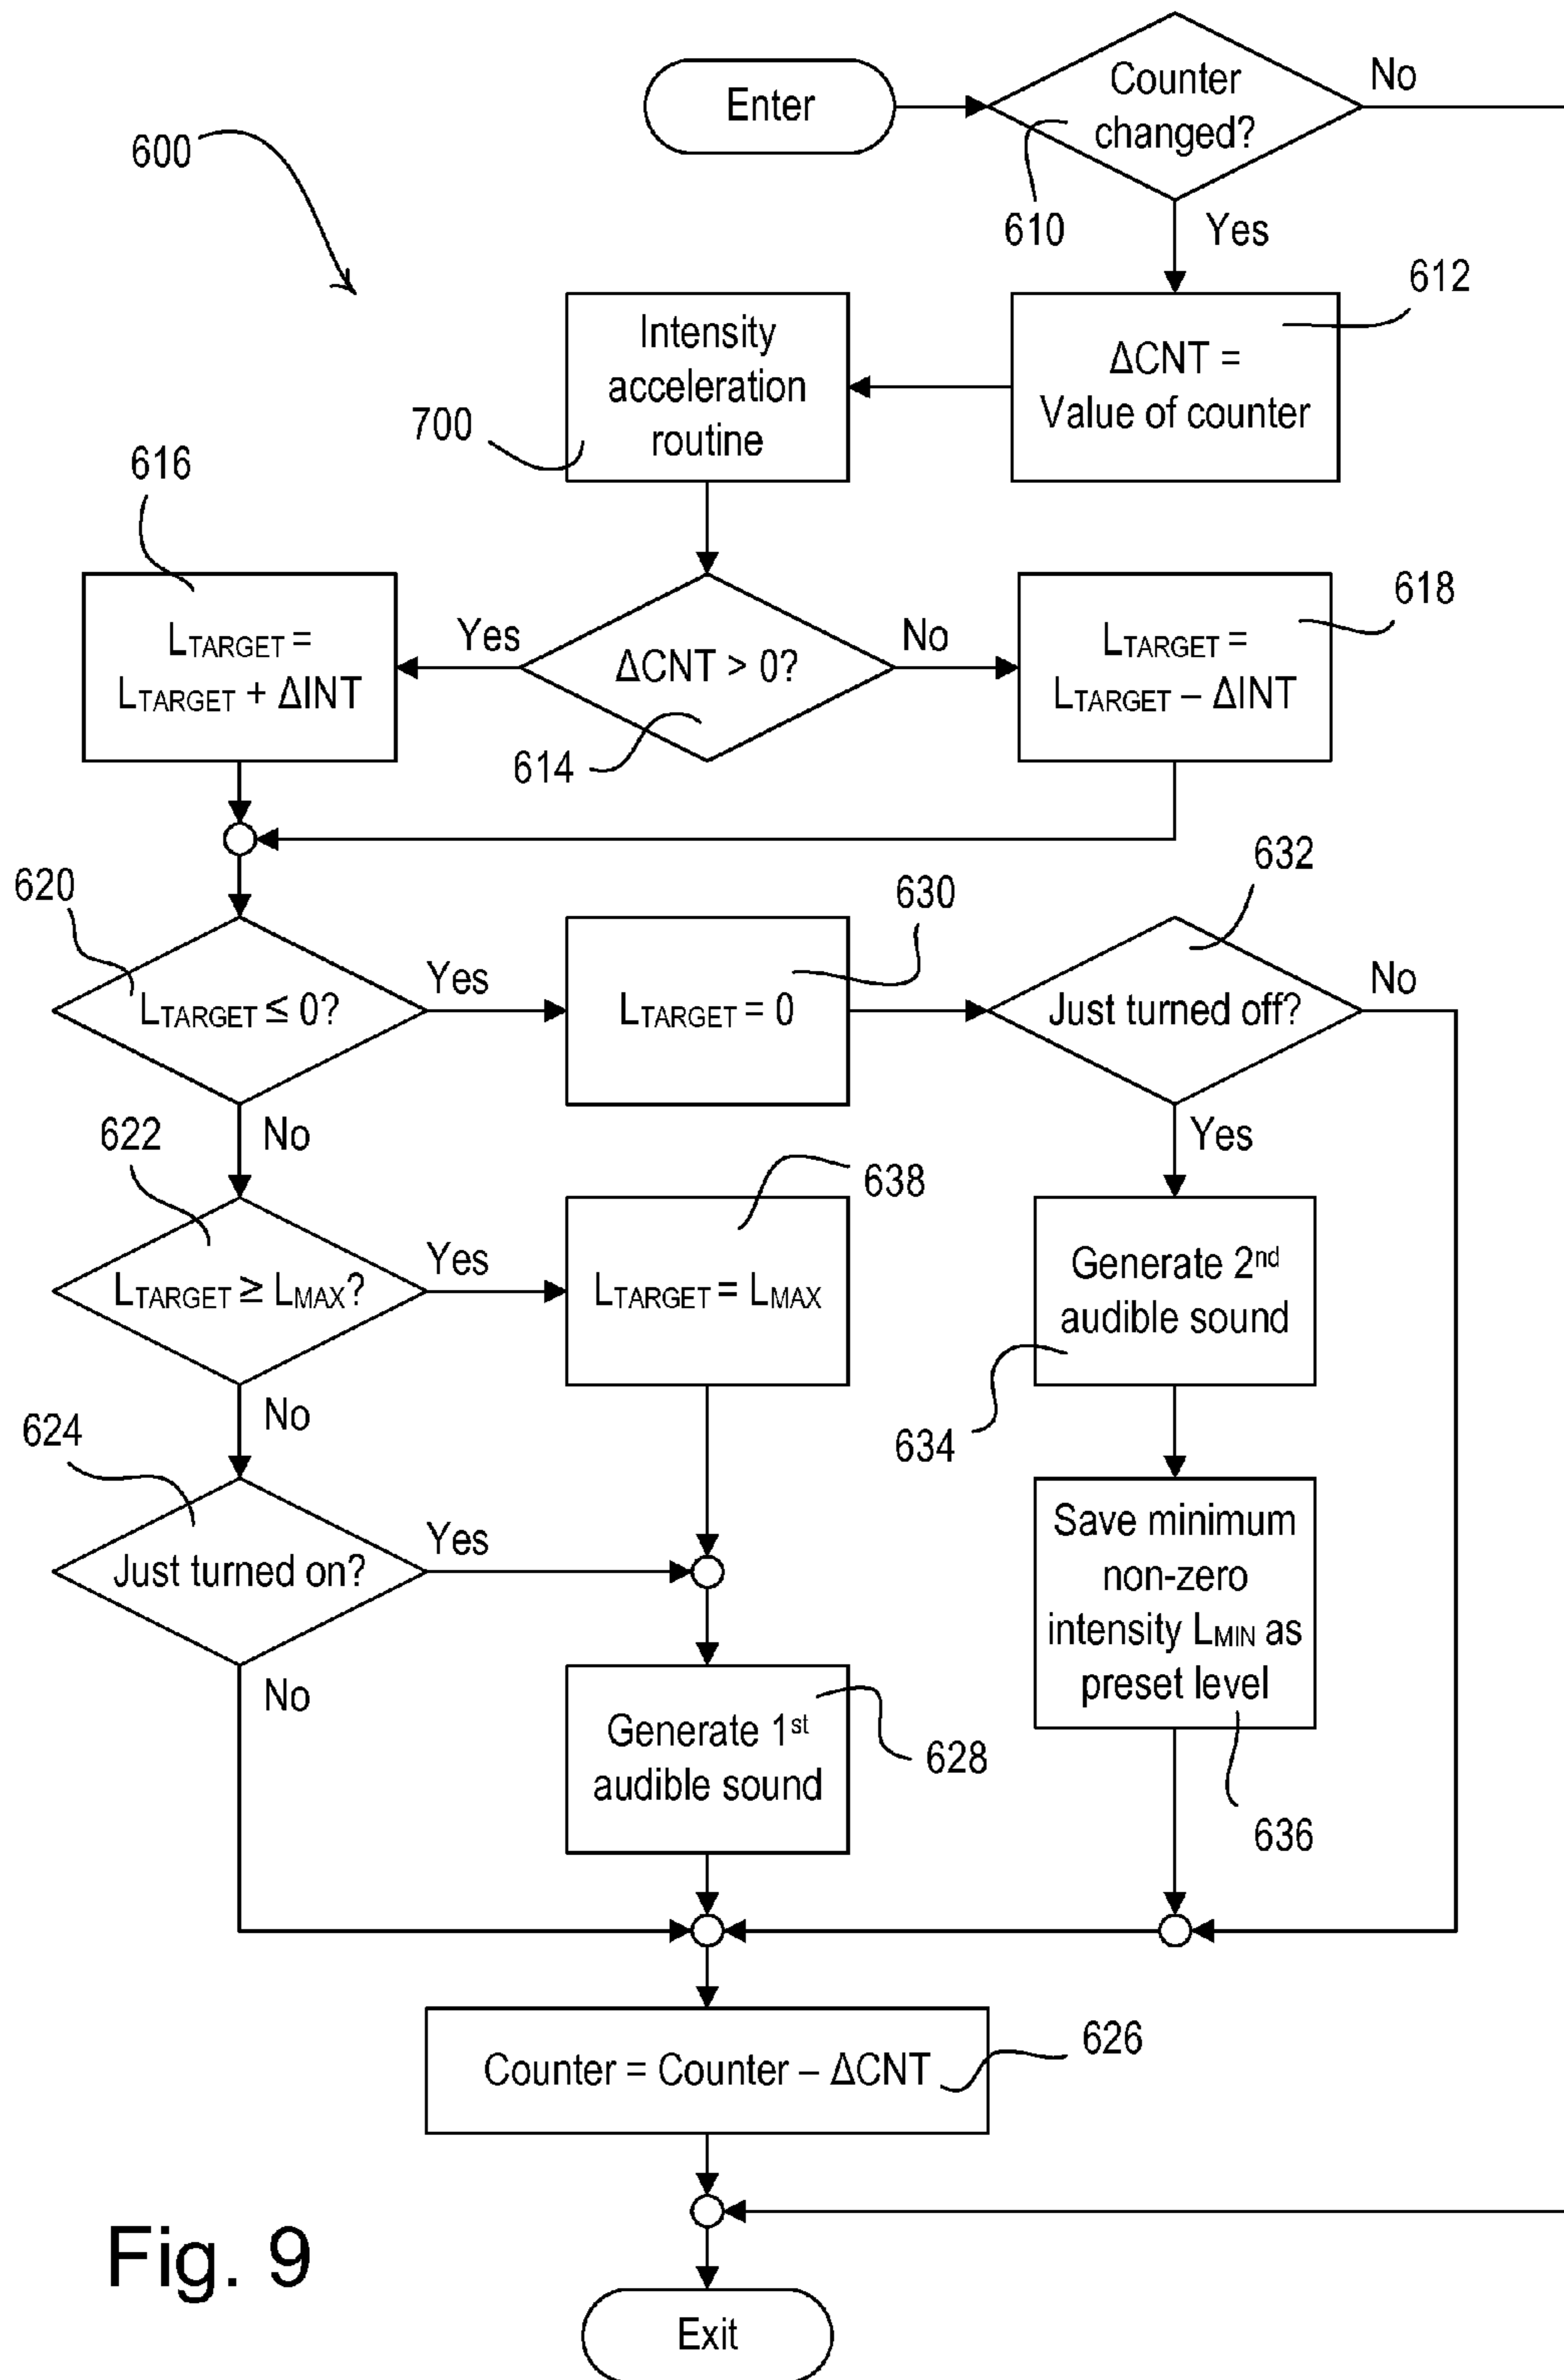 Enter
Counter
changed?
No
600
610
Yes
612
Intensity
acceleration
routine
ΔCNT =
Value of counter
700
616
618
LTARGET =
LTARGET + ΔINT
Yes
ΔCNT > 0?
No
LTARGET =
LTARGET – ΔINT
614
620
630
632
LTARGET ≤ 0?
Yes
LTARGET = 0
Just turned off?
No
No
Yes
622
638
LTARGET ≥ LMAX?
Yes
LTARGET = LMAX
Generate 2nd
audible sound
634
No
624
Just turned on?
Yes
Save minimum
non-zero
intensity LMIN as
preset level
636
No
Generate 1st
audible sound
628
Counter = Counter – ΔCNT
626
Fig. 9
Exit